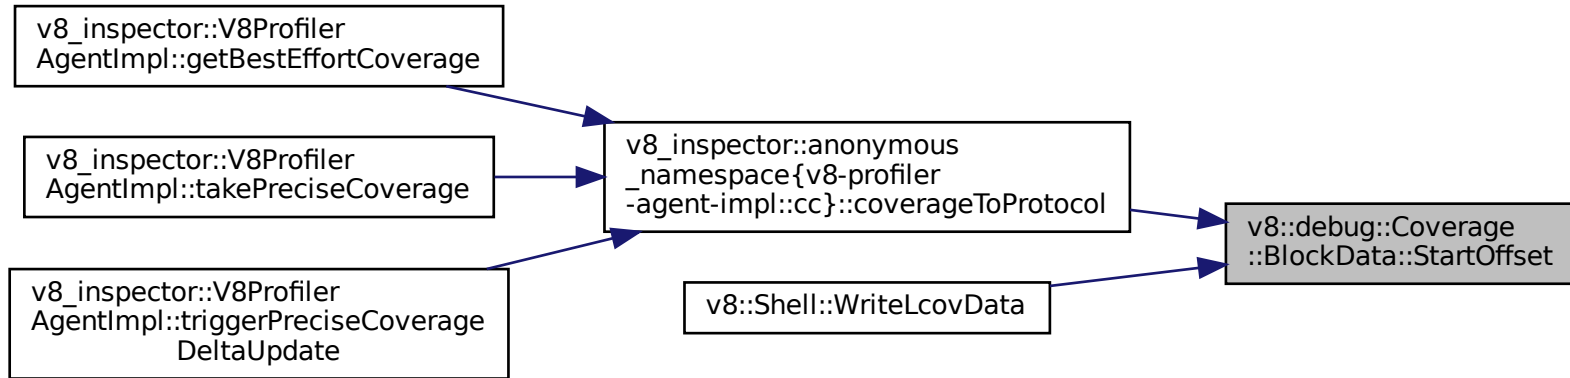 v8_inspector::V8Profiler
AgentImpl::getBestEffortCoverage
v8_inspector::V8Profiler
AgentImpl::takePreciseCoverage
v8_inspector::V8Profiler
AgentImpl::triggerPreciseCoverage
DeltaUpdate
v8_inspector::anonymous
_namespace{v8-profiler
-agent-impl::cc}::coverageToProtocol
v8::Shell::WriteLcovData
v8::debug::Coverage
::BlockData::StartOffset